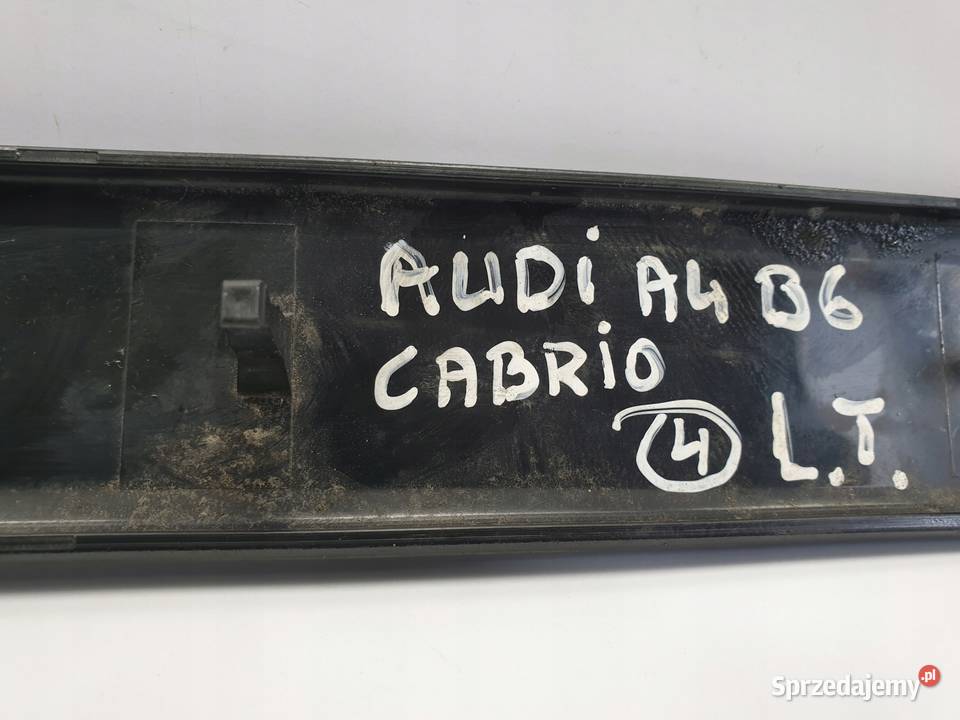 AUDi A4 B6
CABRiO
4 L.T.
Sprzedajemy.pl